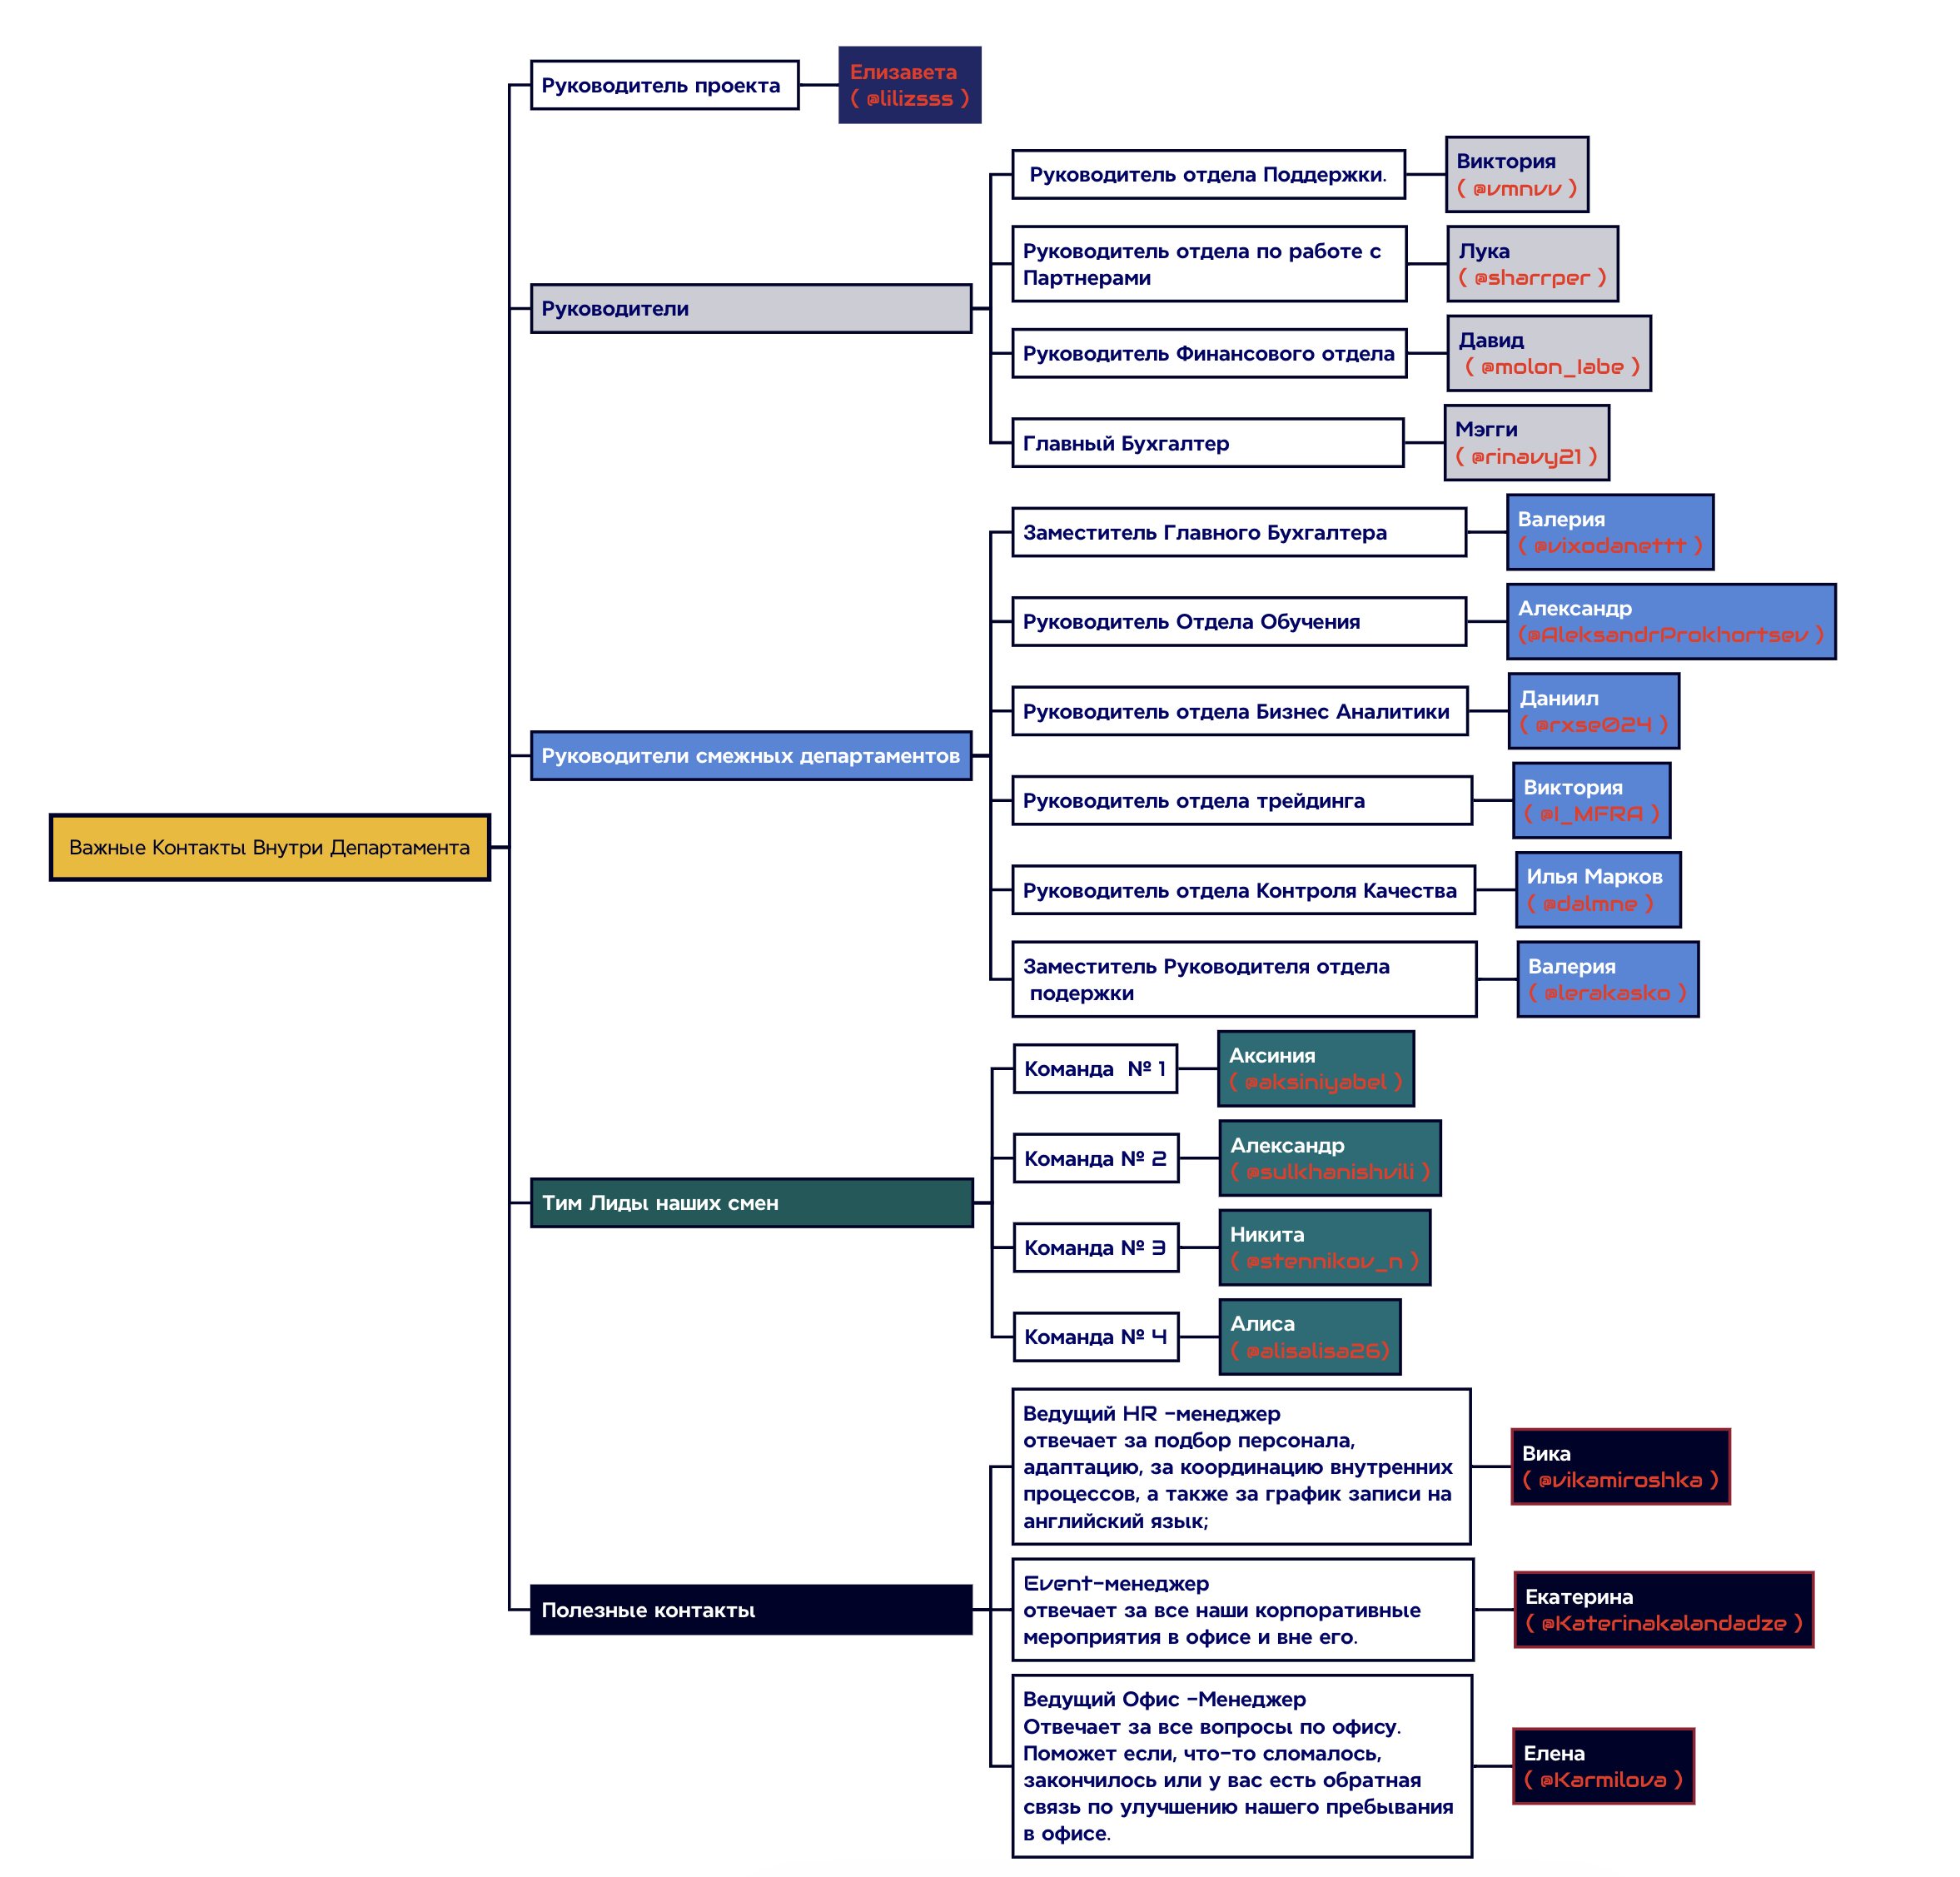 Руководитель проекта
Елизавета
( @lilizsss )
Руководители
Руководитель отдела Поддержки.
Виктория
( @vmnvv )
Руководитель отдела по работе с
Партнерами
Лука
( @sharrper )
Руководитель Финансового отдела
Давид
( @molon_labe )
Главный Бухгалтер
Мэгги
( @rinavy21 )
Важные Контакты Внутри Департамента
Руководители смежных департаментов
Заместитель Главного Бухгалтера
Валерия
( @vixodanettt )
Руководитель Отдела Обучения
Александр
(@AleksandrProkhortsev )
Руководитель отдела Бизнес Аналитики
Даниил
( @rxse024 )
Руководитель отдела трейдинга
Виктория
( @I_MFRA )
Руководитель отдела Контроля Качества
Илья Марков
( @dalmne )
Заместитель Руководителя отдела
подержки
Валерия
( @lerakasko )
Тим Лиды наших смен
Команда № 1
Аксиния
( @aksiniyabel )
Команда № 2
Александр
( @sulkhanishvili )
Команда № 3
Никита
( @stennikov_n )
Команда № 4
Алиса
( @alisalisa26)
Полезные контакты
Ведущий HR -менеджер
отвечает за подбор персонала,
адаптацию, за координацию внутренних
процессов, а также за график записи на
английский язык;
Вика
( @vikamiroshka )
Event-менеджер
отвечает за все наши корпоративные
мероприятия в офисе и вне его.
Екатерина
( @Katerinakalandadze )
Ведущий Офис -Менеджер
Отвечает за все вопросы по офису.
Поможет если, что-то сломалось,
закончилось или у вас есть обратная
связь по улучшению нашего пребывания
в офисе.
Елена
( @Karmilova )